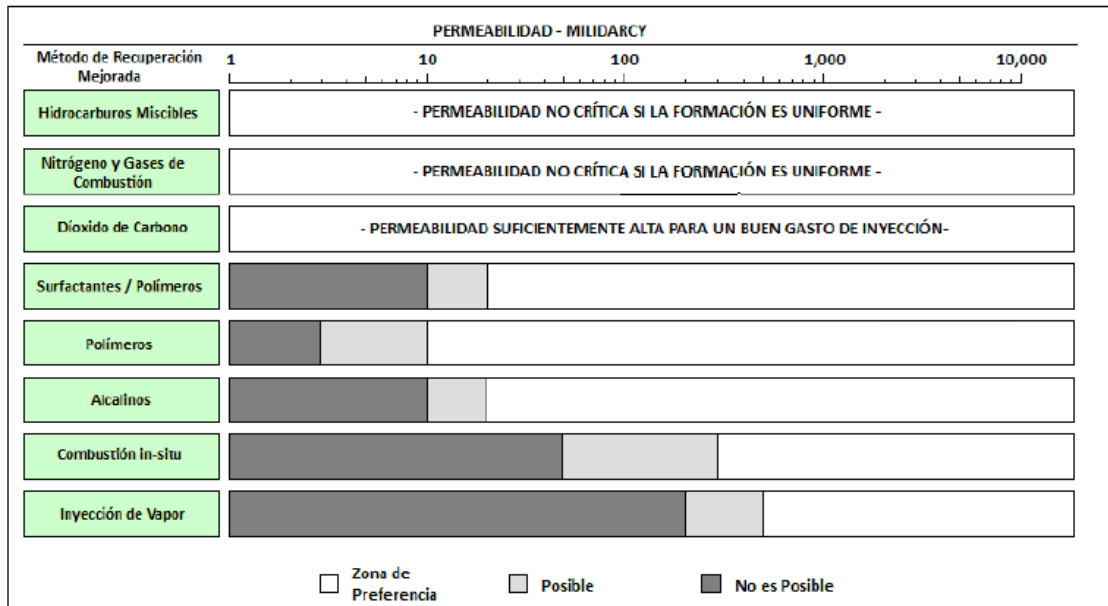 PERMEABILIDAD - MILIDARCY
Método de Recuperación
Mejorada
1 10 100 1,000 10,000
Hidrocarburos Miscibles
- PERMEABILIDAD NO CRÍTICA SI LA FORMACIÓN ES UNIFORME -
Nitrógeno y Gases de
Combustión
- PERMEABILIDAD NO CRÍTICA SI LA FORMACIÓN ES UNIFORME -
Díoxido de Carbono
- PERMEABILIDAD SUFICIENTEMENTE ALTA PARA UN BUEN GASTO DE INYECCIÓN-
Surfactantes / Polímeros
Polímeros
Alcalinos
Combustión in-situ
Inyección de Vapor
Zona de
Preferencia
Posible
No es Posible